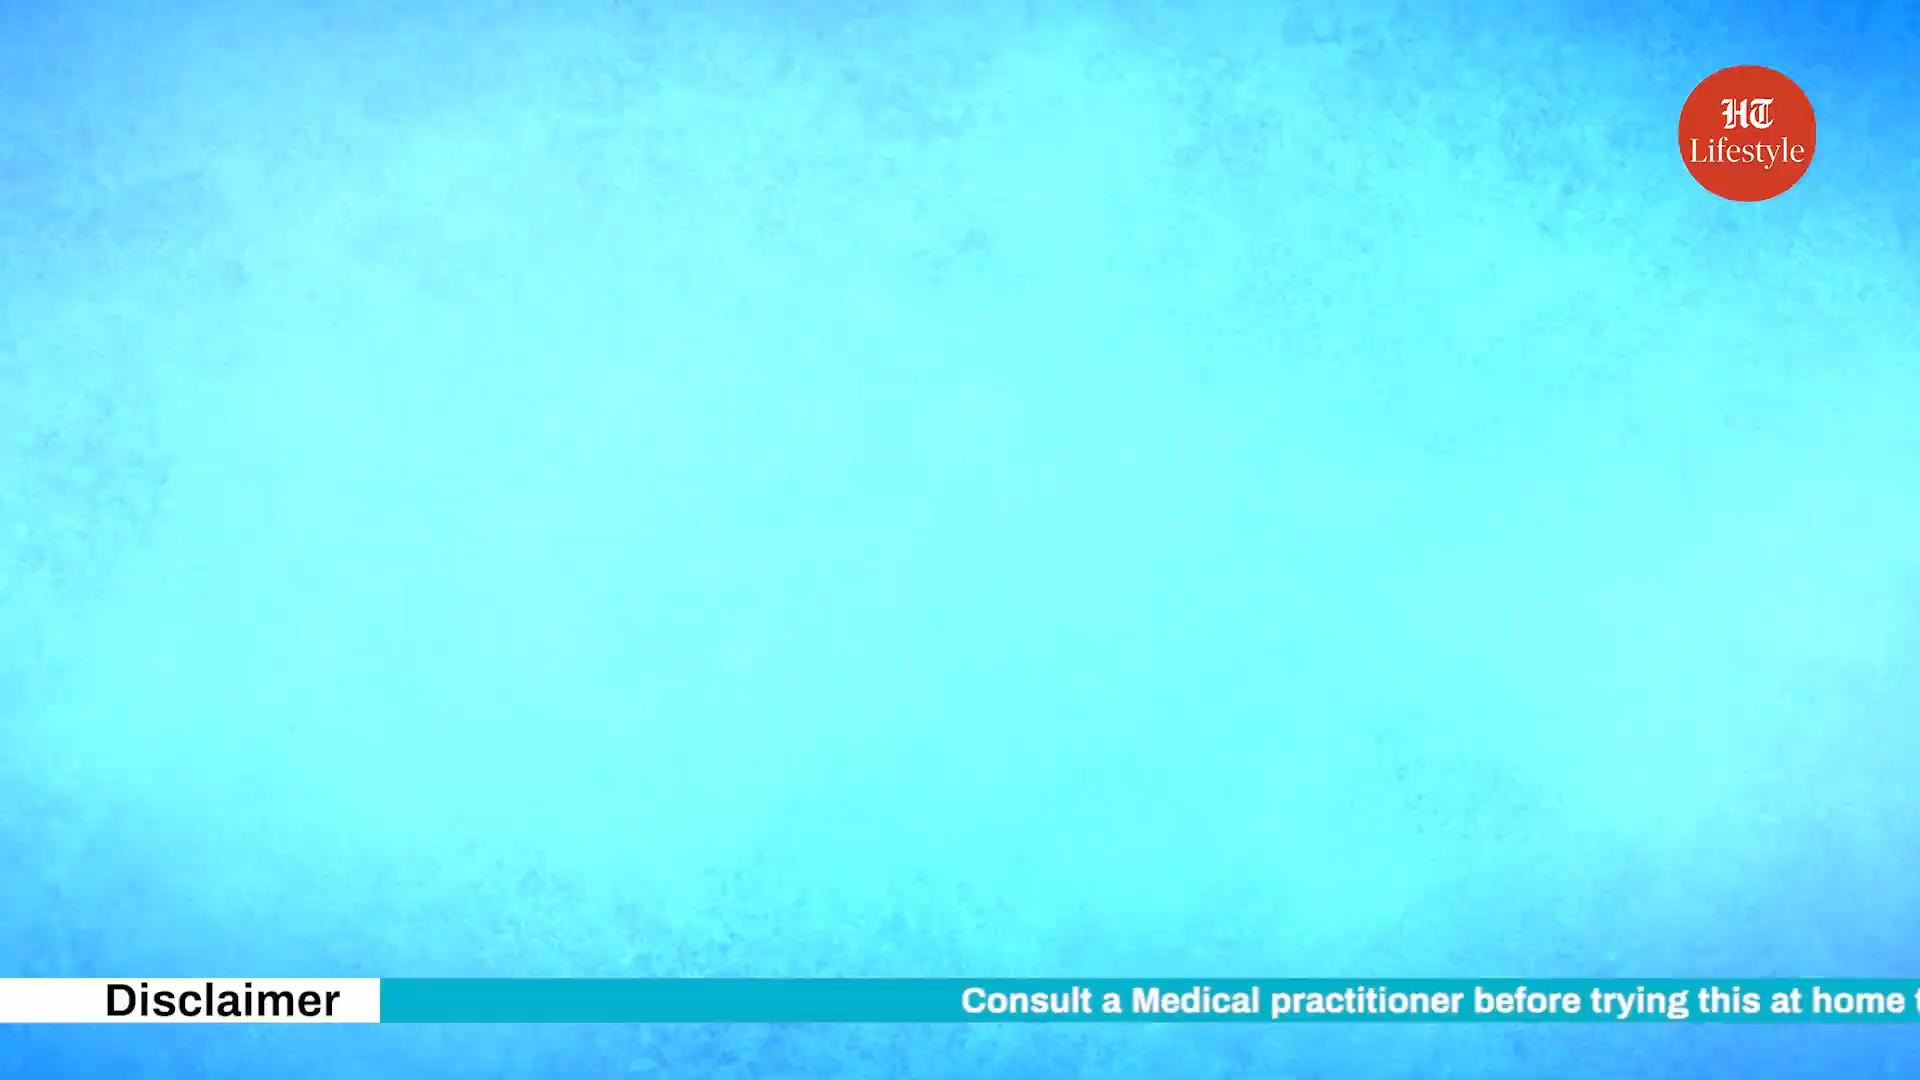 HT
Lifestyle
Disclaimer
Consult a Medical practitioner before trying this at home